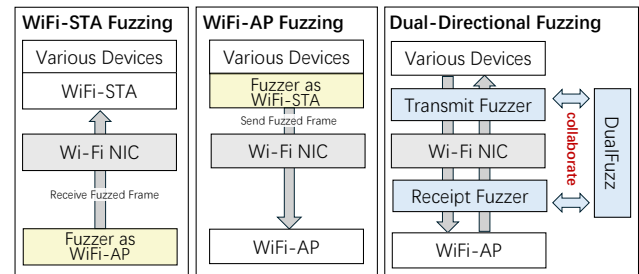 WiFi-STA Fuzzing
Various Devices
WiFi-STA
Wi-Fi NIC
Receive Fuzzed Frame
Fuzzer as
WiFi-AP
WiFi-AP Fuzzing
Various Devices
Fuzzer as
WiFi-STA
Send Fuzzed Frame
Wi-Fi NIC
WiFi-AP
Dual-Directional Fuzzing
Various Devices
Transmit Fuzzer
Wi-Fi NIC
Receipt Fuzzer
WiFi-AP
collaborate
DualFuzz